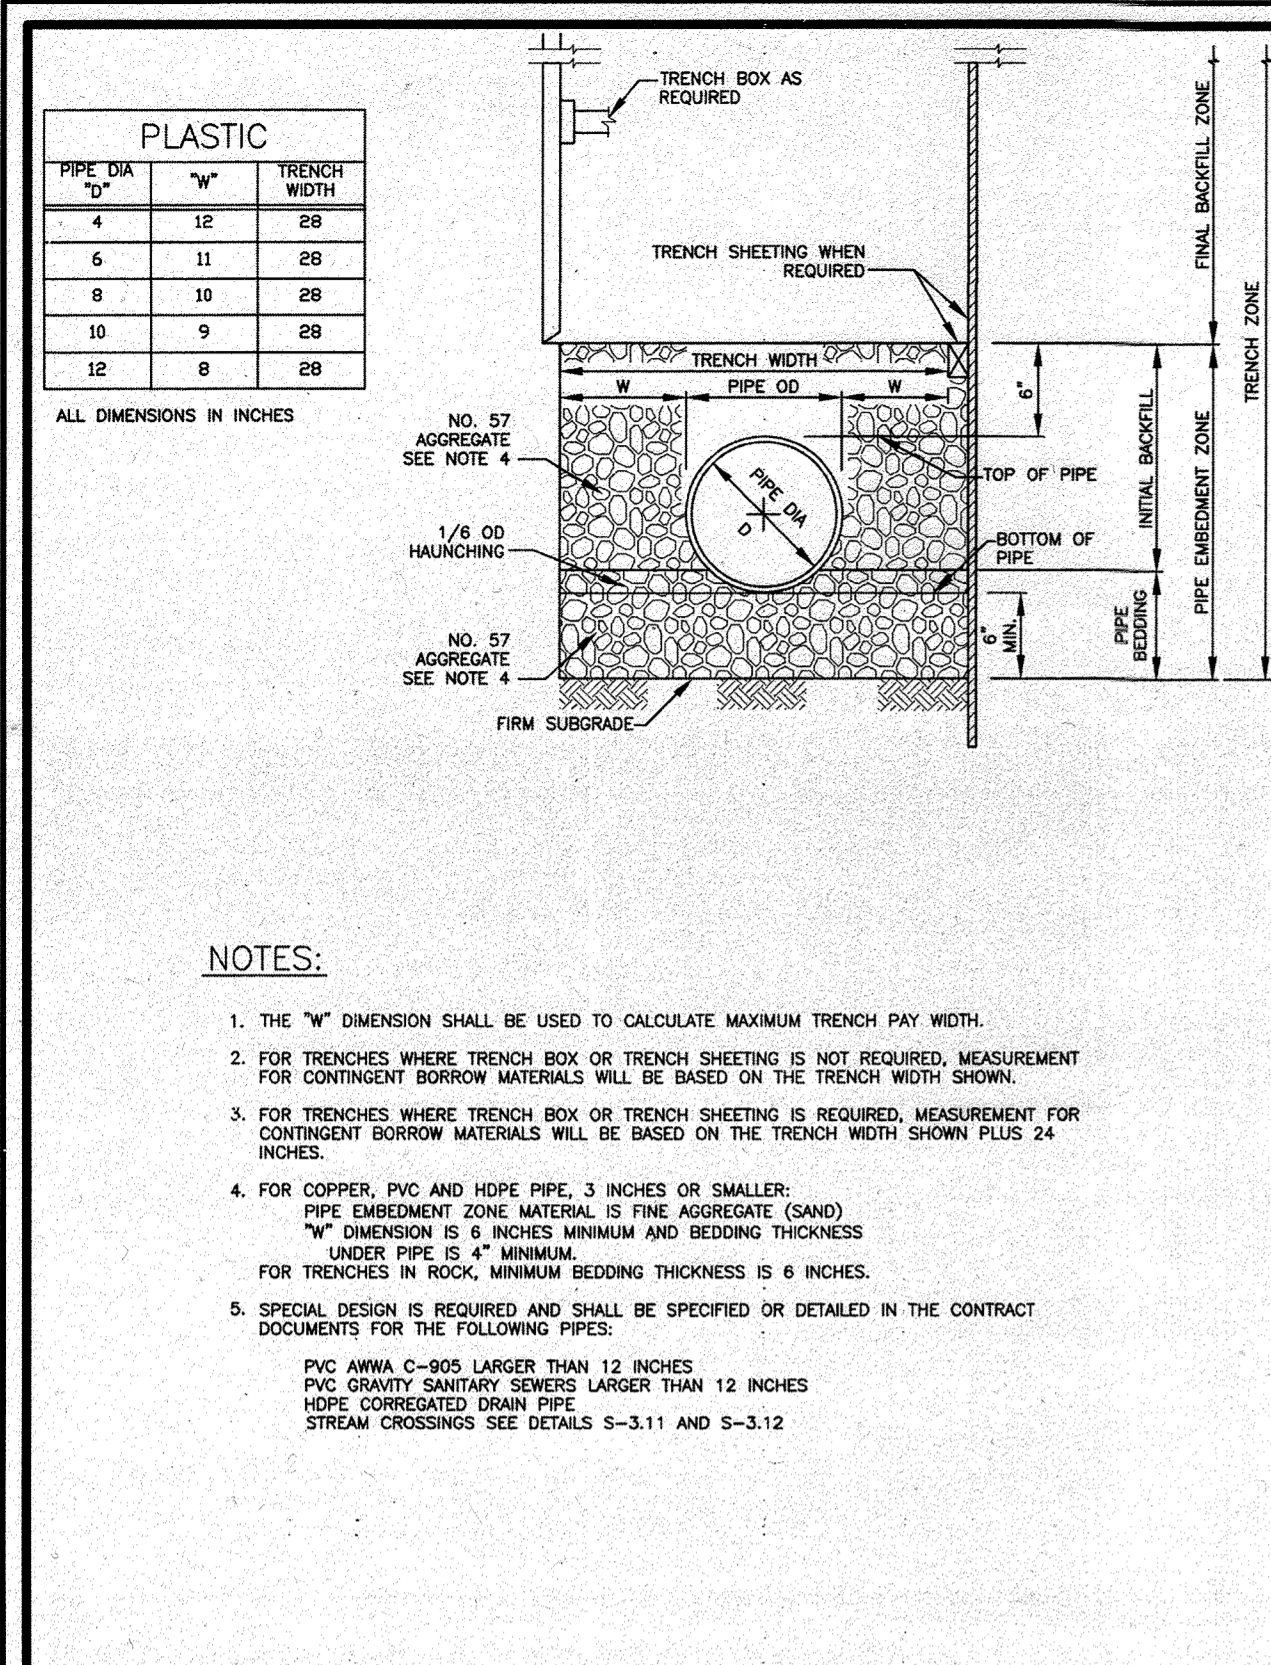 PLASTIC
PIPE DIA "D" "W" TRENCH WIDTH
4 12 28
6 11 28
8 10 28
10 9 28
12 8 28
ALL DIMENSIONS IN INCHES
TRENCH BOX AS
REQUIRED
TRENCH SHEETING WHEN
REQUIRED
TRENCH WIDTH
W PIPE OD W
NO. 57
AGGREGATE
SEE NOTE 4
1/6 OD
HAUNCHING
PIPE DIA
D
6"
TOP OF PIPE
BOTTOM OF
PIPE
NO. 57
AGGREGATE
SEE NOTE 4
6"
MIN.
FIRM SUBGRADE
PIPE
BEDDING
INITIAL BACKFILL
PIPE EMBEDMENT ZONE
FINAL BACKFILL ZONE
TRENCH ZONE
NOTES:
1. THE "W" DIMENSION SHALL BE USED TO CALCULATE MAXIMUM TRENCH PAY WIDTH.
2. FOR TRENCHES WHERE TRENCH BOX OR TRENCH SHEETING IS NOT REQUIRED, MEASUREMENT
FOR CONTINGENT BORROW MATERIALS WILL BE BASED ON THE TRENCH WIDTH SHOWN.
3. FOR TRENCHES WHERE TRENCH BOX OR TRENCH SHEETING IS REQUIRED, MEASUREMENT FOR
CONTINGENT BORROW MATERIALS WILL BE BASED ON THE TRENCH WIDTH SHOWN PLUS 24
INCHES.
4. FOR COPPER, PVC AND HDPE PIPE, 3 INCHES OR SMALLER:
PIPE EMBEDMENT ZONE MATERIAL IS FINE AGGREGATE (SAND)
"W" DIMENSION IS 6 INCHES MINIMUM AND BEDDING THICKNESS
UNDER PIPE IS 4" MINIMUM.
FOR TRENCHES IN ROCK, MINIMUM BEDDING THICKNESS IS 6 INCHES.
5. SPECIAL DESIGN IS REQUIRED AND SHALL BE SPECIFIED OR DETAILED IN THE CONTRACT
DOCUMENTS FOR THE FOLLOWING PIPES:
PVC AWWA C-905 LARGER THAN 12 INCHES
PVC GRAVITY SANITARY SEWERS LARGER THAN 12 INCHES
HDPE CORREGATED DRAIN PIPE
STREAM CROSSINGS SEE DETAILS S-3.11 AND S-3.12